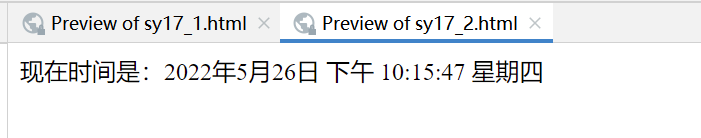 Preview of sy17_1.html Preview of sy17_2.html
现在时间是：2022年5月26日 下午 10:15:47 星期四